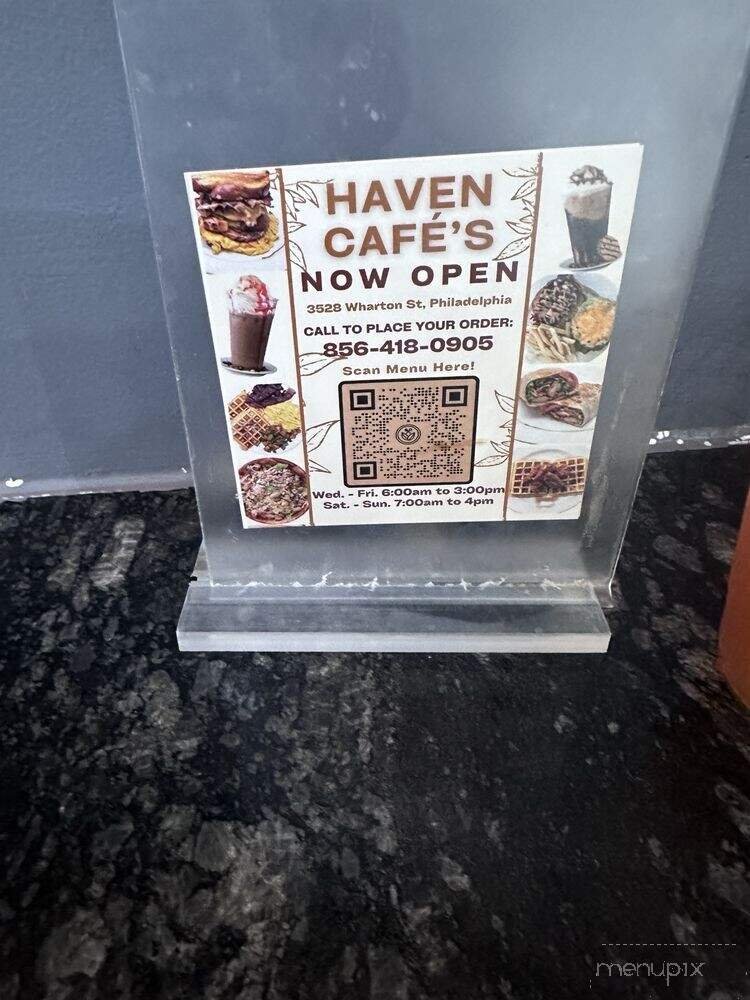 HAVEN
CAFÉ'S
NOW OPEN
3528 Wharton St, Philadelphia
CALL TO PLACE YOUR ORDER:
856-418-0905
Scan Menu Here!
Wed. - Fri. 6:00am to 3:00pm
Sat. - Sun. 7:00am to 4pm
menupix